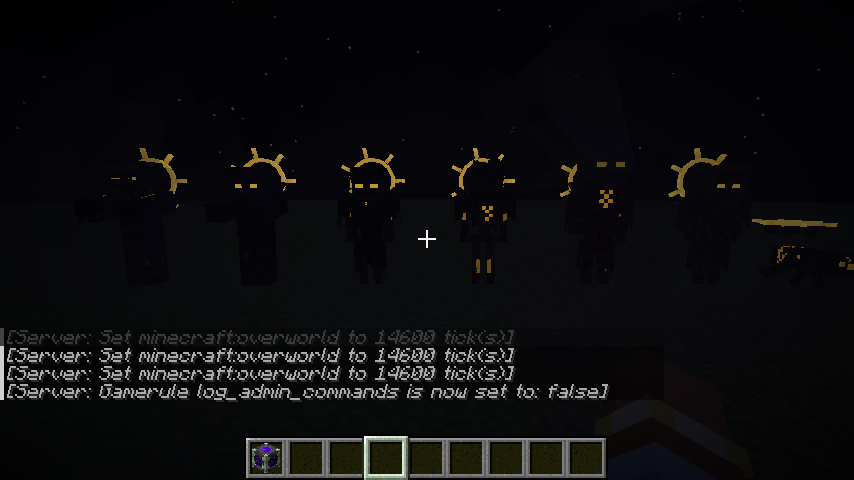 [Server: Set minecraft:overworld to 14600 tick(s)]
[Server: Set minecraft:overworld to 14600 tick(s)]
[Server: Set minecraft:overworld to 14600 tick(s)]
[Server: Gamerule log_admin_commands is now set to: false]